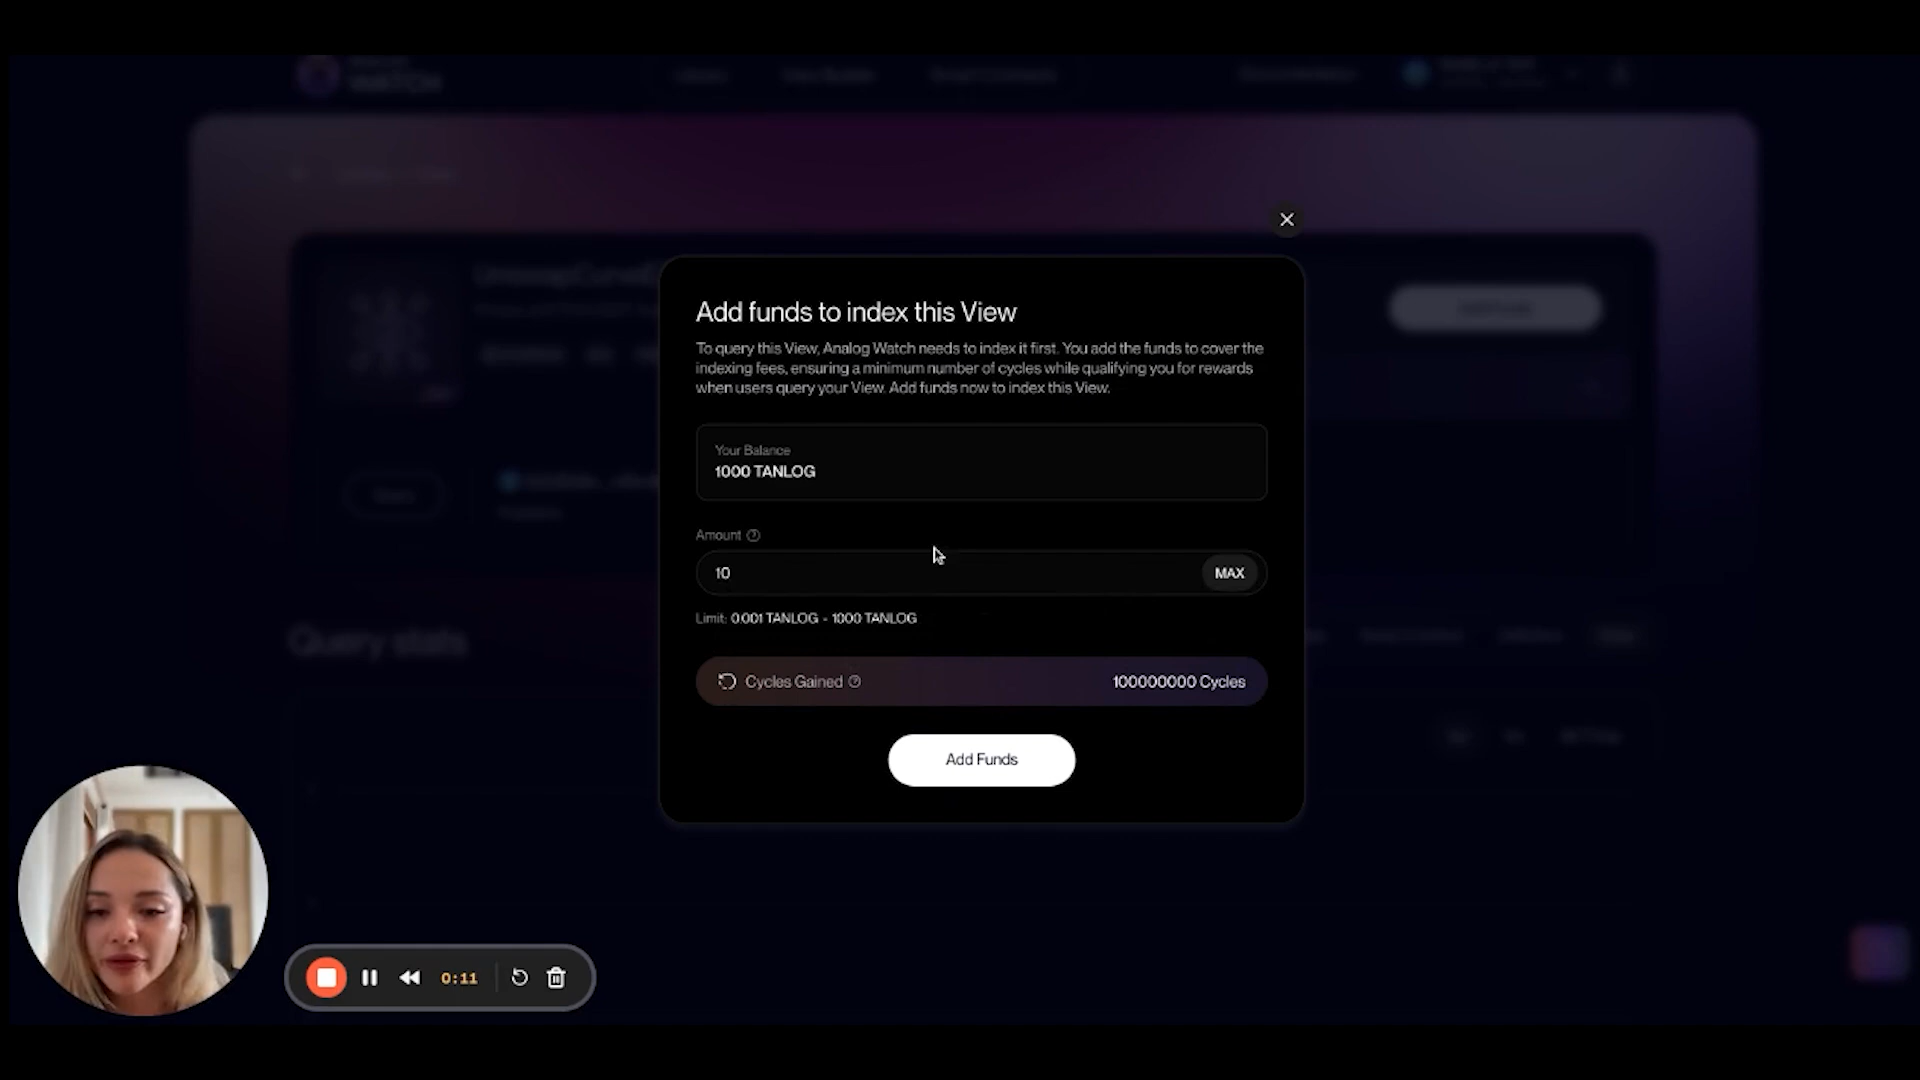 WATCH
Add funds to index this View
To query this View, Analog Watch needs to index it first. You add the funds to cover the
indexing fees, ensuring a minimum number of cycles while qualifying you for rewards
when users query your View. Add funds now to index this View.
Your Balance
1000 TANLOG
Amount
10
MAX
Limit: 0.001 TANLOG - 1000 TANLOG
Query stats
Cycles Gained
100000000 Cycles
Add Funds
0:11